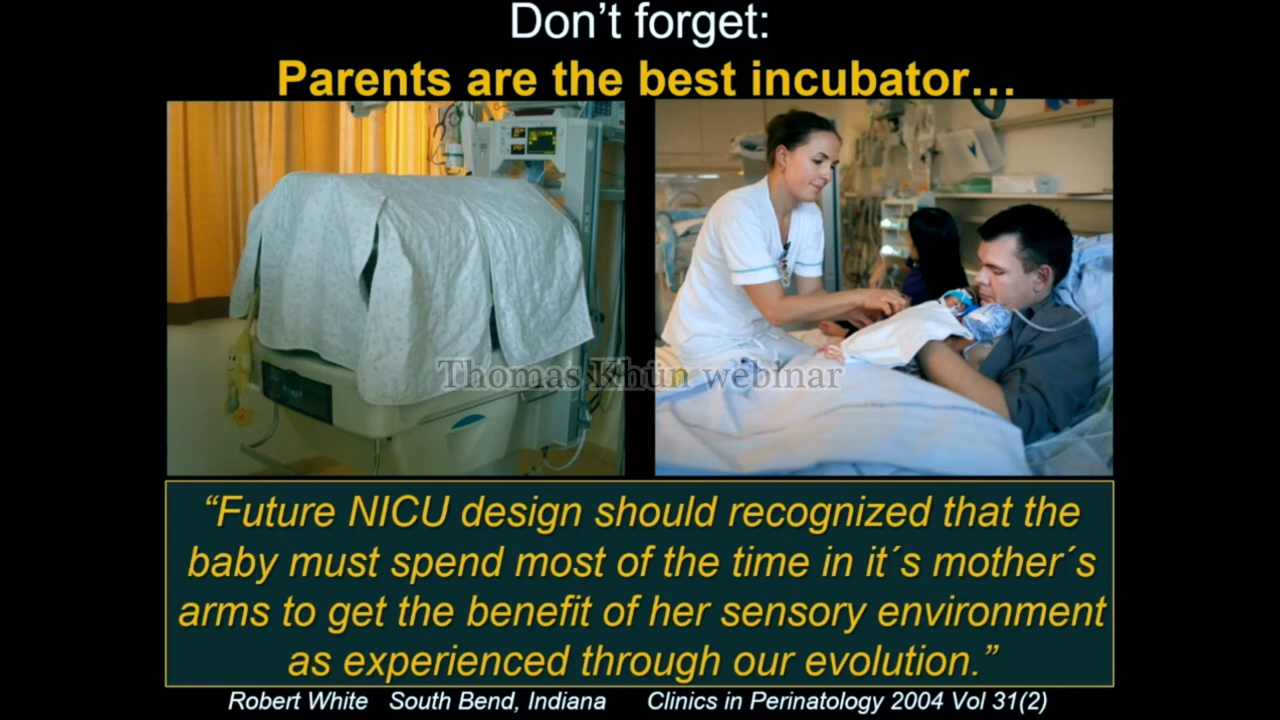 Don’t forget:
Parents are the best incubator…
Thomas Khün webinar
“Future NICU design should recognized that the
baby must spend most of the time in it´s mother´s
arms to get the benefit of her sensory environment
as experienced through our evolution.”
Robert White South Bend, Indiana Clinics in Perinatology 2004 Vol 31(2)